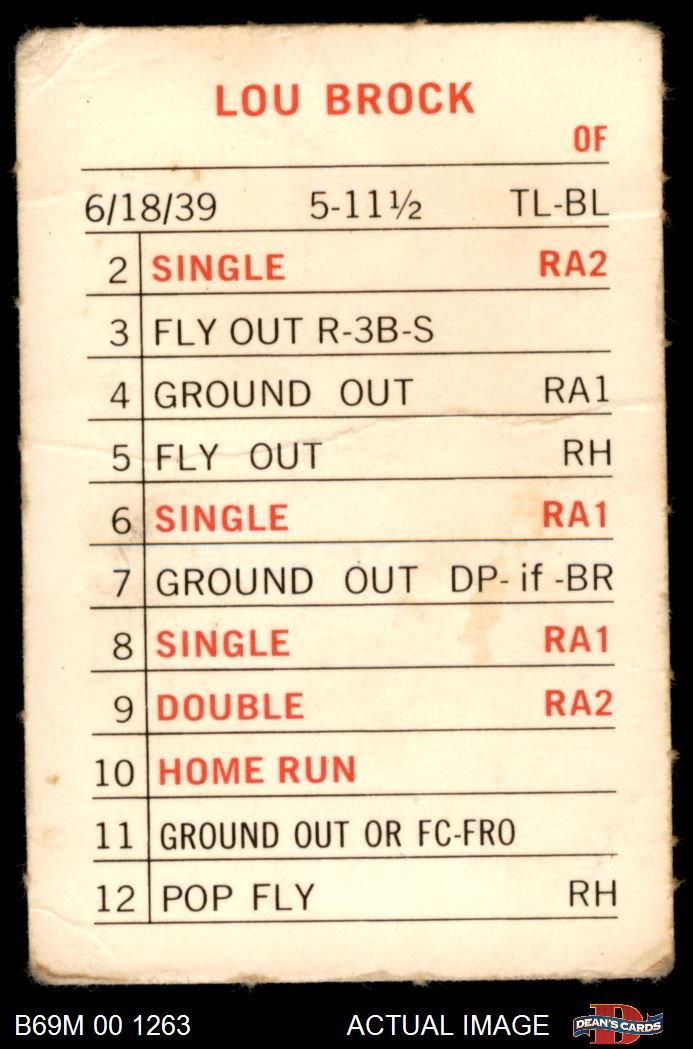 LOU BROCK
OF
6/18/39 5-11½ TL-BL
2 SINGLE RA2
3 FLY OUT R-3B-S
4 GROUND OUT RA1
5 FLY OUT RH
6 SINGLE RA1
7 GROUND OUT DP- if -BR
8 SINGLE RA1
9 DOUBLE RA2
10 HOME RUN
11 GROUND OUT OR FC-FRO
12 POP FLY RH
B69M 00 1263 ACTUAL IMAGE D DEAN'S CARDS